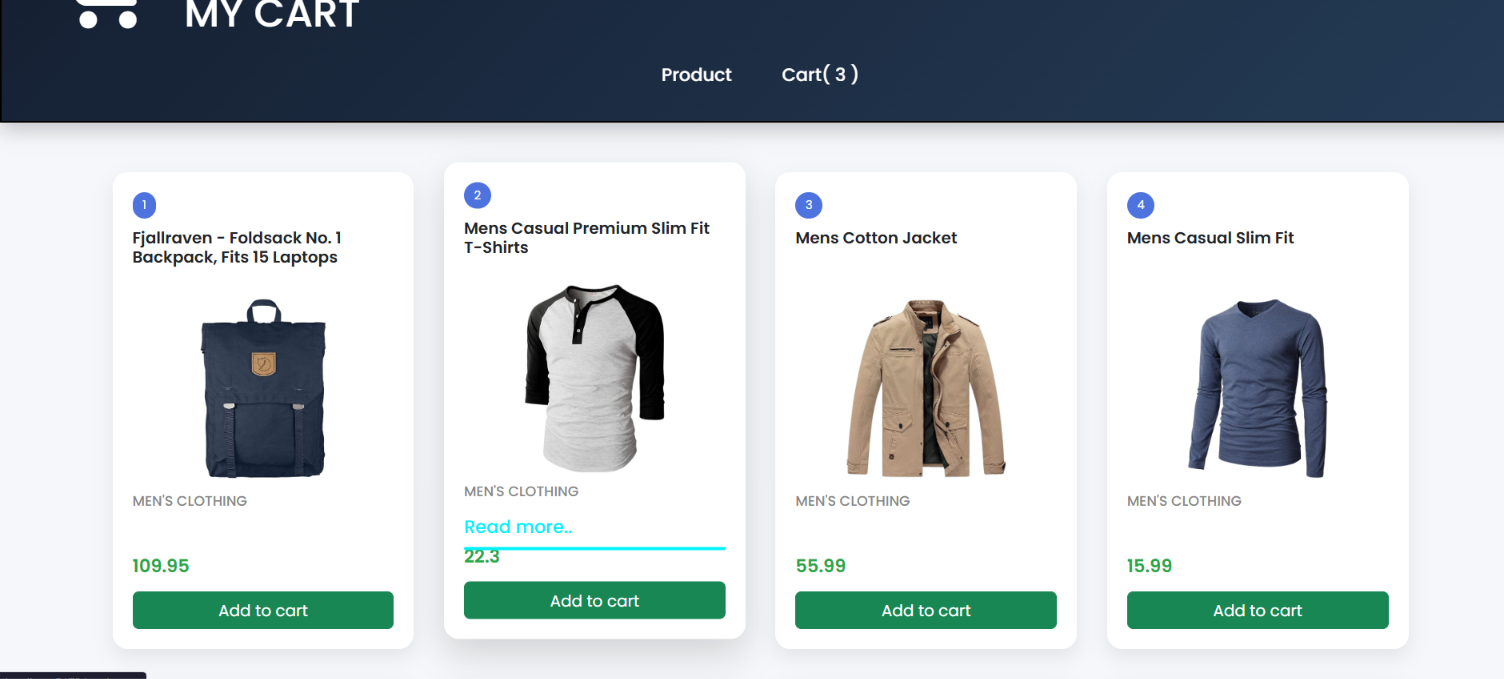 MY CART
Product Cart( 3 )
1
Fjallraven - Foldsack No. 1
Backpack, Fits 15 Laptops
MEN'S CLOTHING
109.95
Add to cart
2
Mens Casual Premium Slim Fit
T-Shirts
MEN'S CLOTHING
Read more..
22.3
Add to cart
3
Mens Cotton Jacket
MEN'S CLOTHING
55.99
Add to cart
4
Mens Casual Slim Fit
MEN'S CLOTHING
15.99
Add to cart